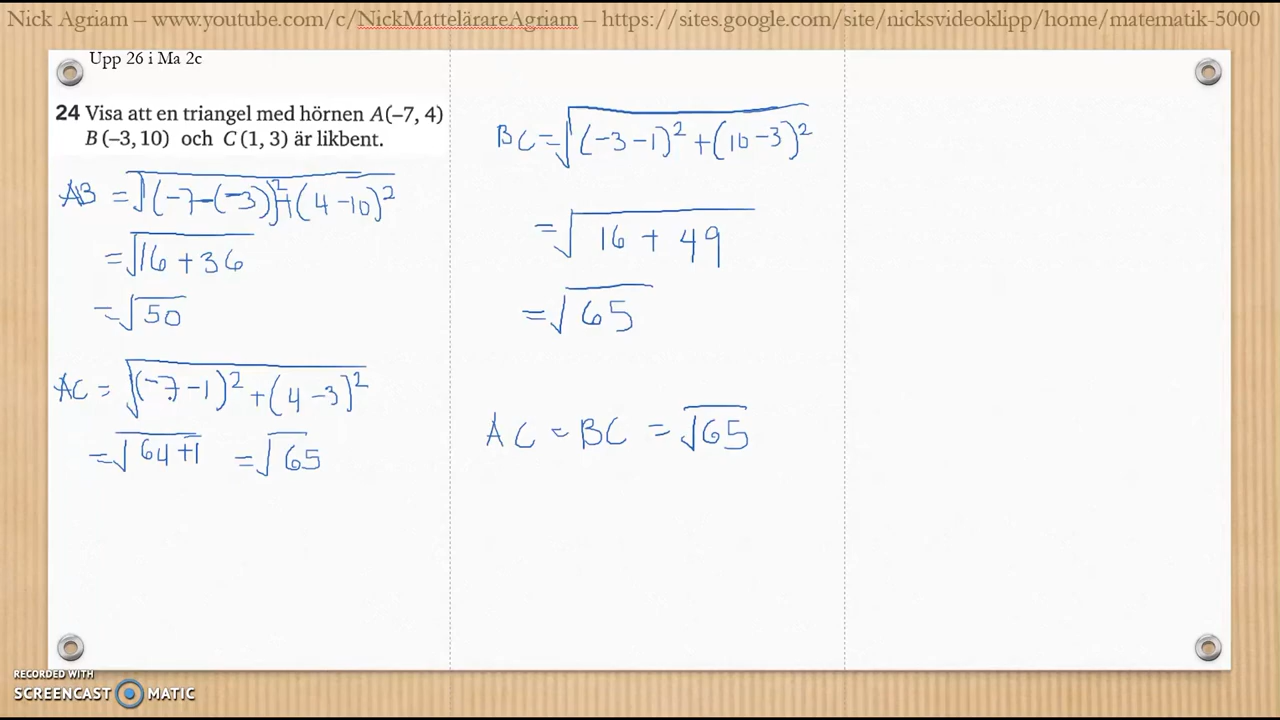 Nick Agriam – www.youtube.com/c/NickMattelärareAgriam – https://sites.google.com/site/nicksvideoklipp/home/matematik-5000
Upp 26 i Ma 2c
24 Visa att en triangel med hörnen A(–7, 4)
B(–3, 10) och C(1, 3) är likbent.
AB = √((-7-(-3))² + (4-10)²)
= √(16 + 36)
= √50
AC = √((-7-1)² + (4-3)²)
= √(64+1) = √65
BC = √((-3-1)² + (10-3)²)
= √(16 + 49)
= √65
AC = BC = √65
RECORDED WITH
SCREENCAST MATIC